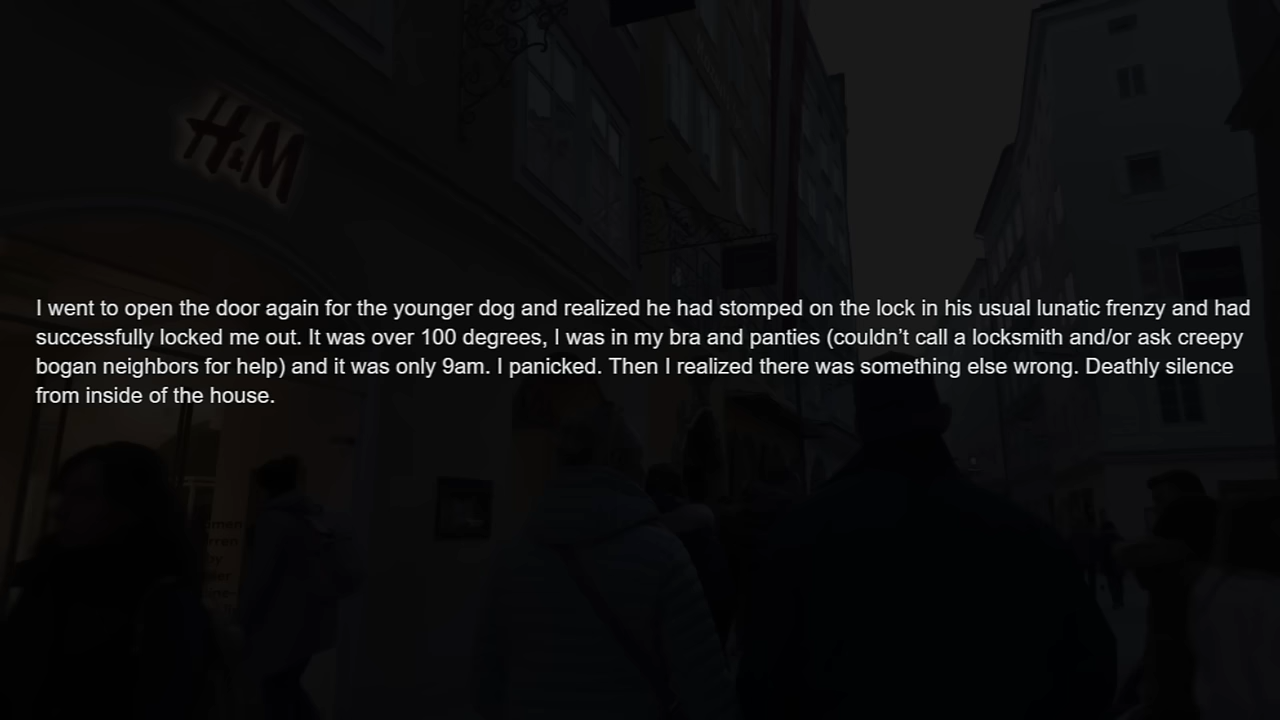 H&M
I went to open the door again for the younger dog and realized he had stomped on the lock in his usual lunatic frenzy and had
successfully locked me out. It was over 100 degrees, I was in my bra and panties (couldn’t call a locksmith and/or ask creepy
bogan neighbors for help) and it was only 9am. I panicked. Then I realized there was something else wrong. Deathly silence
from inside of the house.